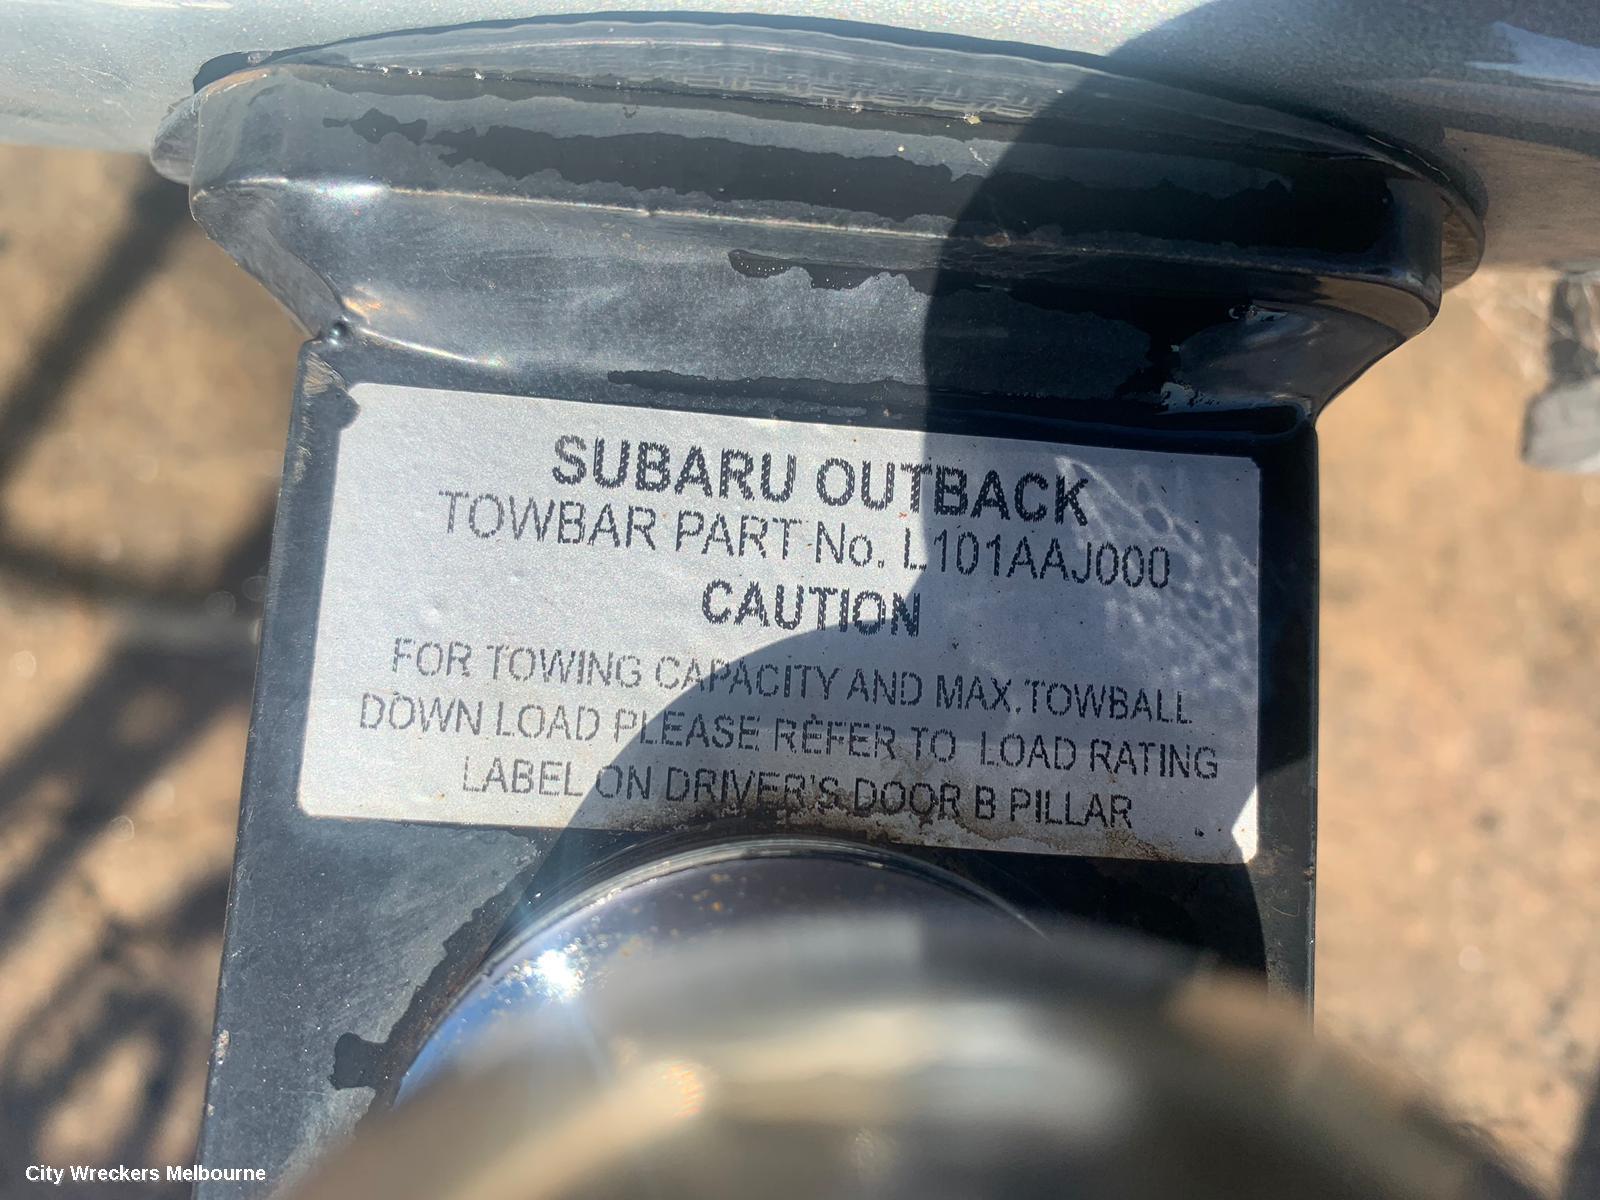 SUBARU OUTBACK
TOWBAR PART No. L101AAJ000
CAUTION
FOR TOWING CAPACITY AND MAX.TOWBALL
DOWN LOAD PLEASE REFER TO LOAD RATING
LABEL ON DRIVER'S DOOR B PILLAR
City Wreckers Melbourne